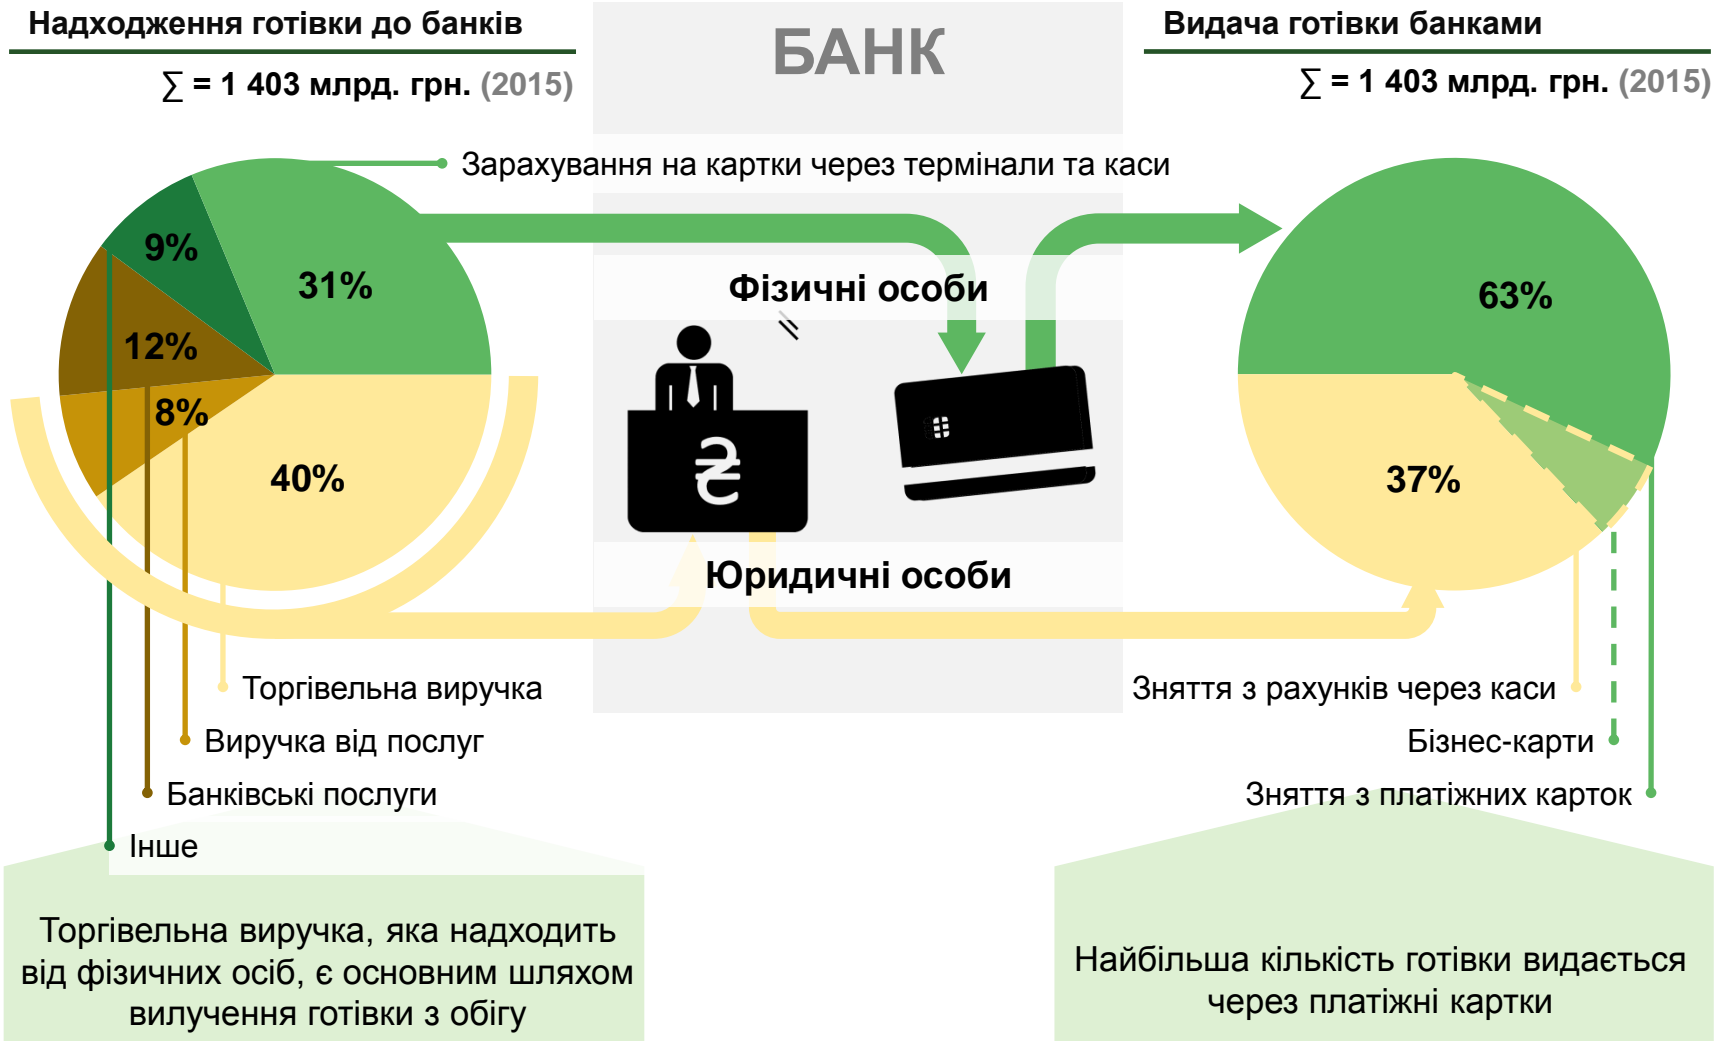 Надходження готівки до банків
∑ = 1 403 млрд. грн. (2015)
БАНК
Видача готівки банками
∑ = 1 403 млрд. грн. (2015)
Зарахування на картки через термінали та каси
9%
31%
12%
8%
40%
Фізичні особи
Юридичні особи
63%
37%
Торгівельна виручка
Виручка від послуг
Банківські послуги
Інше
Зняття з рахунків через каси
Бізнес-карти
Зняття з платіжних карток
Торгівельна виручка, яка надходить
від фізичних осіб, є основним шляхом
вилучення готівки з обігу
Найбільша кількість готівки видається
через платіжні картки